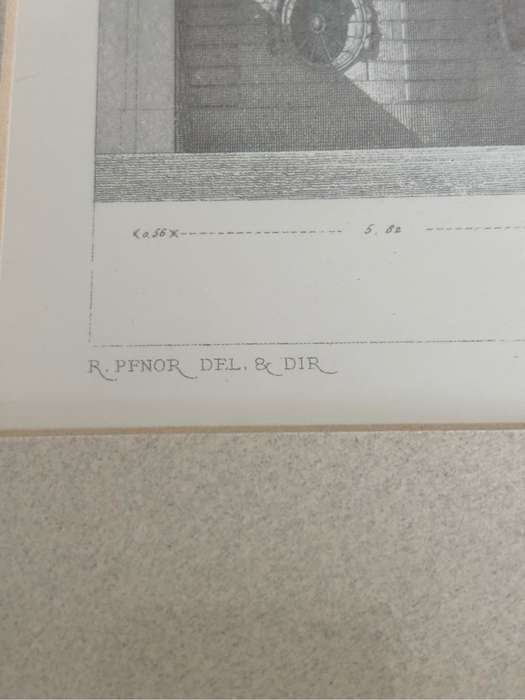 0.56 5.82
R. PFNOR DEL. & DIR